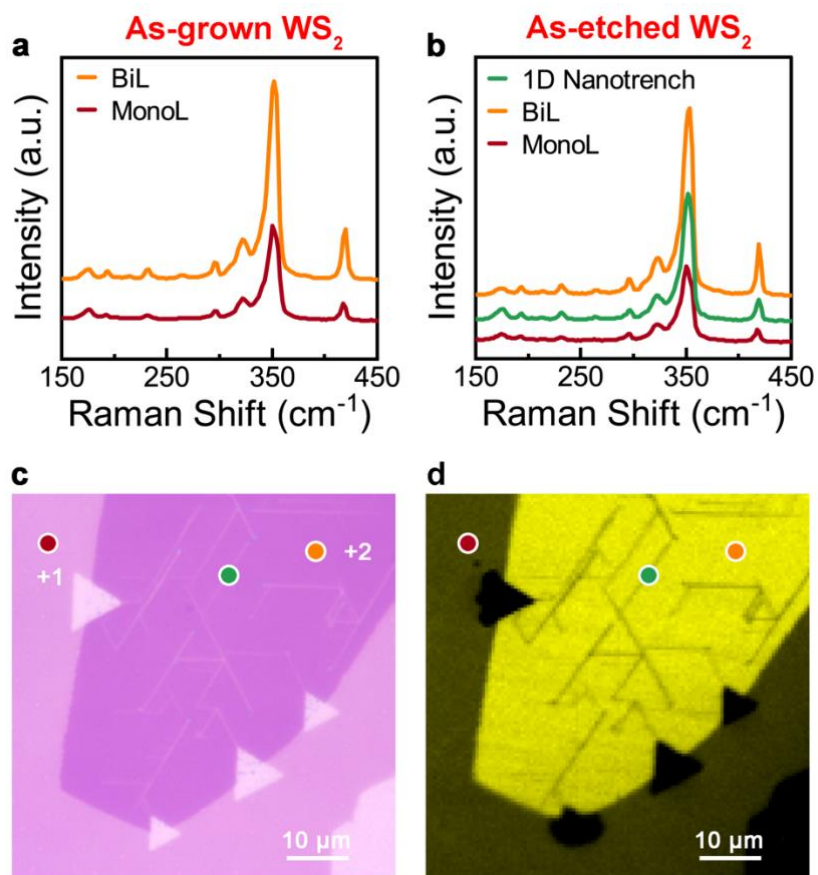 As-grown WS₂
As-etched WS₂
a
BiL
MonoL
Intensity (a.u.)
150 250 350 450
Raman Shift (cm⁻¹)
b
1D Nanotrench
BiL
MonoL
Intensity (a.u.)
150 250 350 450
Raman Shift (cm⁻¹)
c
+1
+2
10 µm
d
10 µm